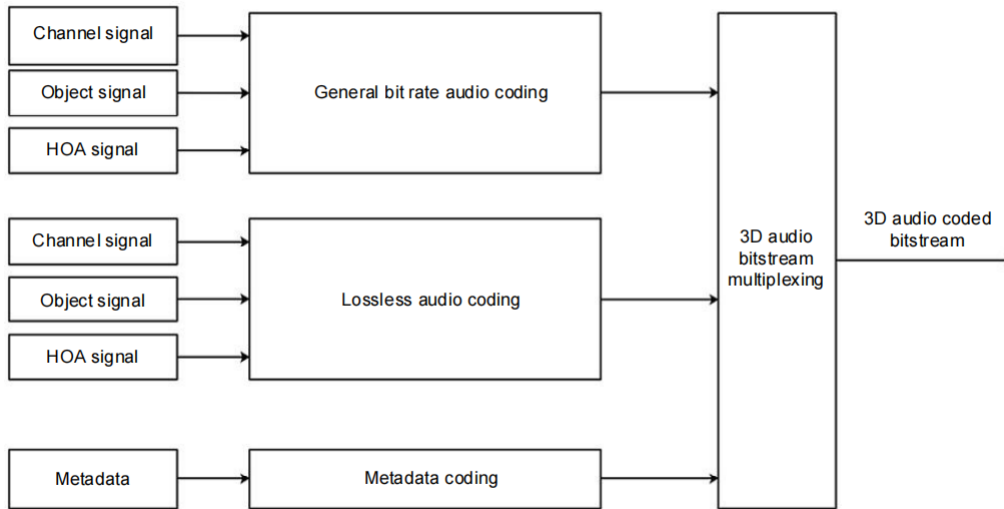 Channel signal
Object signal
HOA signal
General bit rate audio coding
Channel signal
Object signal
HOA signal
Lossless audio coding
Metadata
Metadata coding
3D audio
bitstream
multiplexing
3D audio coded
bitstream